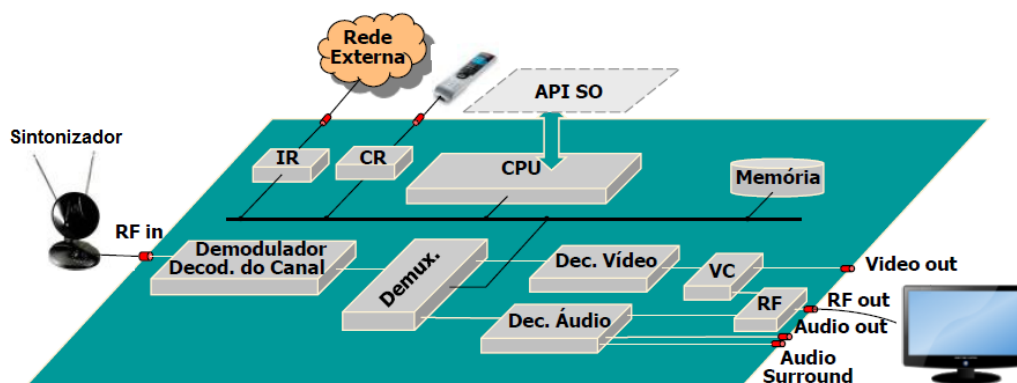 Rede
Externa
API SO
Sintonizador
IR
CR
CPU
Memória
RF in
Demodulador
Decod. do Canal
Demux.
Dec. Vídeo
VC
Video out
RF
RF out
Dec. Áudio
Audio out
Audio
Surround